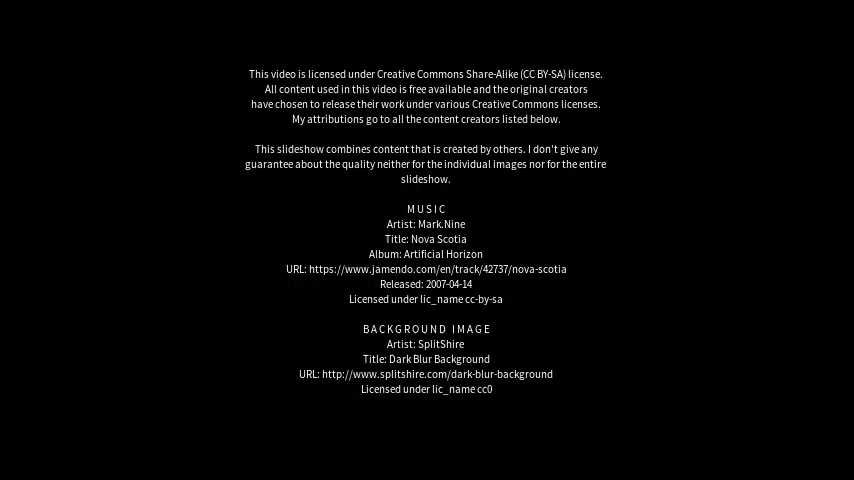 This video is licensed under Creative Commons Share-Alike (CC BY-SA) license.
All content used in this video is free available and the original creators
have chosen to release their work under various Creative Commons licenses.
My attributions go to all the content creators listed below.
This slideshow combines content that is created by others. I don't give any
guarantee about the quality neither for the individual images nor for the entire
slideshow.
MUSIC
Artist: Mark.Nine
Title: Nova Scotia
Album: Artificial Horizon
URL: https://www.jamendo.com/en/track/42737/nova-scotia
Released: 2007-04-14
Licensed under lic_name cc-by-sa
BACKGROUND IMAGE
Artist: SplitShire
Title: Dark Blur Background
URL: http://www.splitshire.com/dark-blur-background
Licensed under lic_name cc0